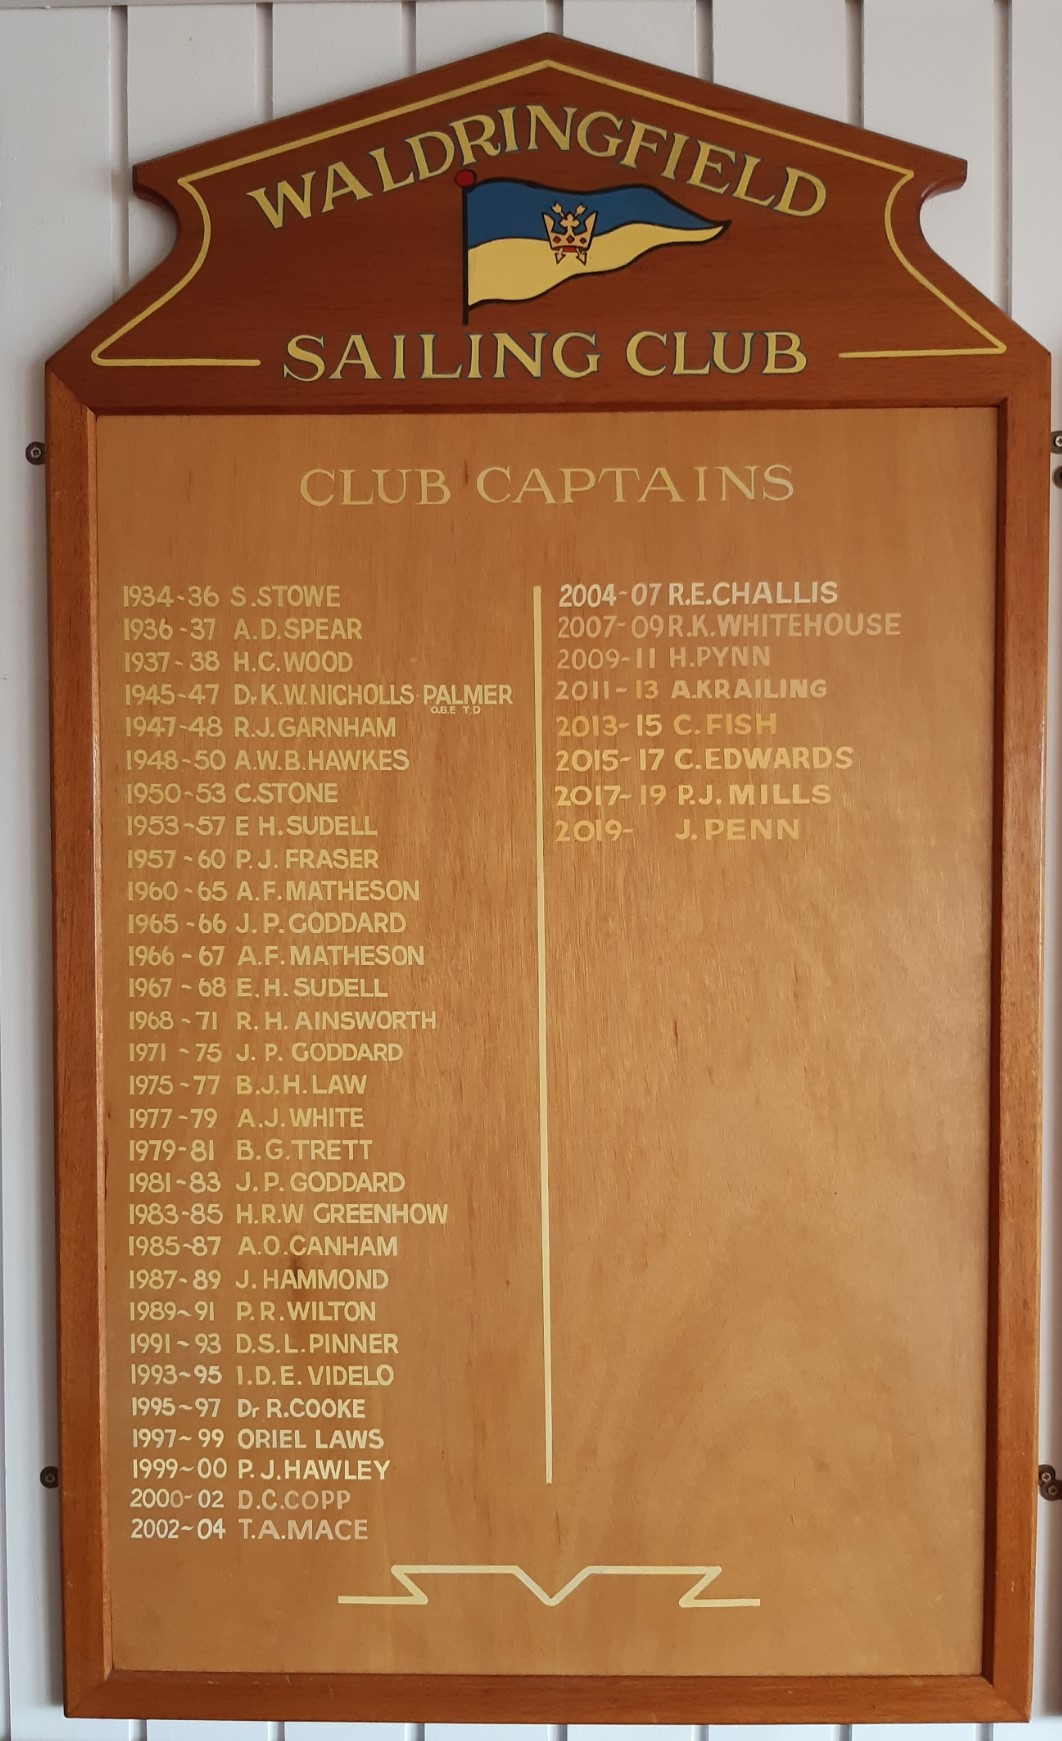 WALDRINGFIELD
SAILING CLUB
CLUB CAPTAINS
1934-36 S.STOWE
1936-37 A.D.SPEAR
1937-38 H.C.WOOD
1945-47 Dr K.W.NICHOLLS-PALMER
O.B.E T.D
1947-48 R.J.GARNHAM
1948-50 A.W.B.HAWKES
1950-53 C.STONE
1953-57 E H.SUDELL
1957-60 P.J.FRASER
1960-65 A.F.MATHESON
1965-66 J.P.GODDARD
1966-67 A.F.MATHESON
1967-68 E.H.SUDELL
1968-71 R.H.AINSWORTH
1971-75 J.P.GODDARD
1975-77 B.J.H.LAW
1977-79 A.J.WHITE
1979-81 B.G.TRETT
1981-83 J.P.GODDARD
1983-85 H.R.W GREENHOW
1985-87 A.O.CANHAM
1987-89 J.HAMMOND
1989-91 P.R.WILTON
1991-93 D.S.L.PINNER
1993-95 I.D.E.VIDELO
1995-97 Dr R.COOKE
1997-99 ORIEL LAWS
1999-00 P.J.HAWLEY
2000-02 D.C.COPP
2002-04 T.A.MACE
2004-07 R.E.CHALLIS
2007-09 R.K.WHITEHOUSE
2009-11 H.PYNN
2011-13 A.KRAILING
2013-15 C.FISH
2015-17 C.EDWARDS
2017-19 P.J.MILLS
2019- J.PENN